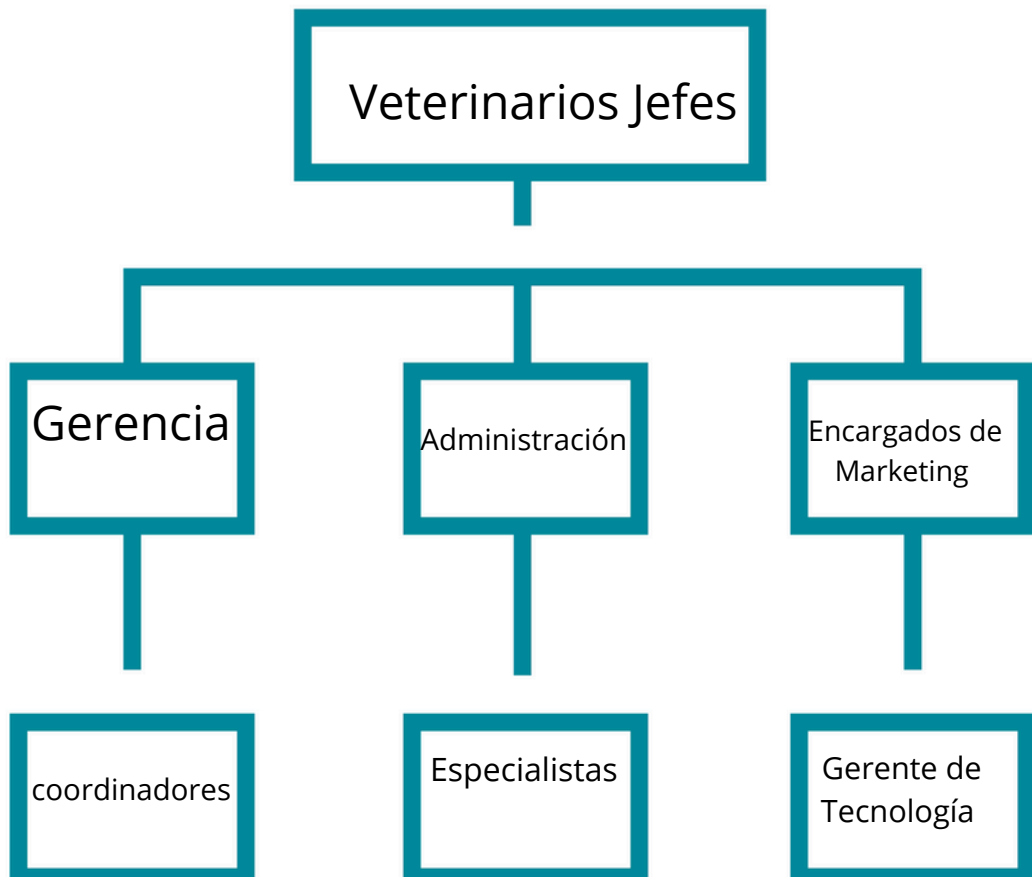 Veterinarios Jefes
Gerencia
Administración
Encargados de
Marketing
coordinadores
Especialistas
Gerente de
Tecnología